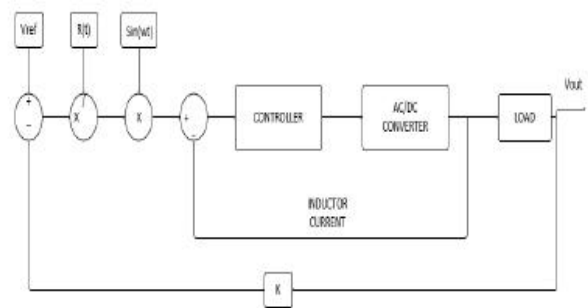 Vref
R(t)
Sin(wt)
+
-
X
X
+
-
CONTROLLER
AC/DC
CONVERTER
LOAD
Vout
INDUCTOR
CURRENT
K